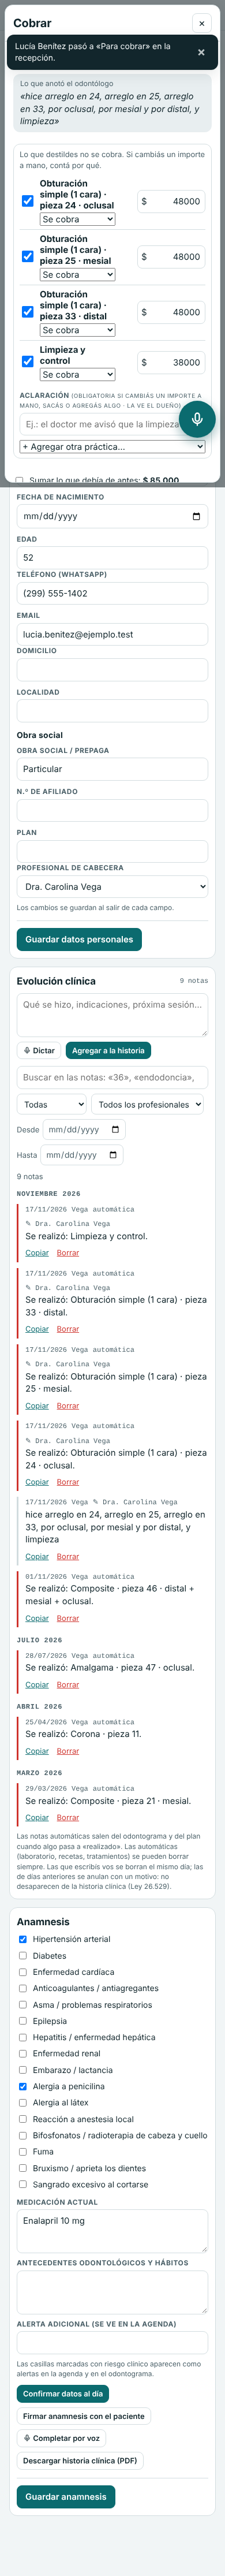 Cobrar
×
Lucía Benítez pasó a «Para cobrar» en la
recepción.
×
Lo que anotó el odontólogo
«hice arreglo en 24, arreglo en 25, arreglo
en 33, por oclusal, por mesial y por distal, y
limpieza»
Lo que destildes no se cobra. Si cambiás un importe
a mano, contá por qué.
Obturación
simple (1 cara) ·
pieza 24 · oclusal
Se cobra
$ 48000
Obturación
simple (1 cara) ·
pieza 25 · mesial
Se cobra
$ 48000
Obturación
simple (1 cara) ·
pieza 33 · distal
Se cobra
$ 48000
Limpieza y
control
Se cobra
$ 38000
ACLARACIÓN (OBLIGATORIA SI CAMBIÁS UN IMPORTE A
MANO, SACÁS O AGREGÁS ALGO · LA VE EL DUEÑO)
Ej.: el doctor me avisó que la limpieza
+ Agregar otra práctica...
Sumar lo que debía de antes: $ 85.000
FECHA DE NACIMIENTO
mm/dd/yyyy
EDAD
52
TELÉFONO (WHATSAPP)
(299) 555-1402
EMAIL
lucia.benitez@ejemplo.test
DOMICILIO
LOCALIDAD
Obra social
OBRA SOCIAL / PREPAGA
Particular
N.º DE AFILIADO
PLAN
PROFESIONAL DE CABECERA
Dra. Carolina Vega
Los cambios se guardan al salir de cada campo.
Guardar datos personales
Evolución clínica
9 notas
Qué se hizo, indicaciones, próxima sesión...
Dictar
Agregar a la historia
Buscar en las notas: «36», «endodoncia»,
Todas
Todos los profesionales
Desde mm/dd/yyyy
Hasta mm/dd/yyyy
9 notas
NOVIEMBRE 2026
17/11/2026 Vega automática
✎ Dra. Carolina Vega
Se realizó: Limpieza y control.
Copiar Borrar
17/11/2026 Vega automática
✎ Dra. Carolina Vega
Se realizó: Obturación simple (1 cara) · pieza
33 · distal.
Copiar Borrar
17/11/2026 Vega automática
✎ Dra. Carolina Vega
Se realizó: Obturación simple (1 cara) · pieza
25 · mesial.
Copiar Borrar
17/11/2026 Vega automática
✎ Dra. Carolina Vega
Se realizó: Obturación simple (1 cara) · pieza
24 · oclusal.
Copiar Borrar
17/11/2026 Vega ✎ Dra. Carolina Vega
hice arreglo en 24, arreglo en 25, arreglo en
33, por oclusal, por mesial y por distal, y
limpieza
Copiar Borrar
01/11/2026 Vega automática
Se realizó: Composite · pieza 46 · distal +
mesial + oclusal.
Copiar Borrar
JULIO 2026
28/07/2026 Vega automática
Se realizó: Amalgama · pieza 47 · oclusal.
Copiar Borrar
ABRIL 2026
25/04/2026 Vega automática
Se realizó: Corona · pieza 11.
Copiar Borrar
MARZO 2026
29/03/2026 Vega automática
Se realizó: Composite · pieza 21 · mesial.
Copiar Borrar
Las notas automáticas salen del odontograma y del plan
cuando algo pasa a «realizado». Las automáticas
(laboratorio, recetas, tratamientos) se pueden borrar
siempre. Las que escribís vos se borran el mismo día; las
de días anteriores se anulan con un motivo: no
desaparecen de la historia clínica (Ley 26.529).
Anamnesis
Hipertensión arterial
Diabetes
Enfermedad cardíaca
Anticoagulantes / antiagregantes
Asma / problemas respiratorios
Epilepsia
Hepatitis / enfermedad hepática
Enfermedad renal
Embarazo / lactancia
Alergia a penicilina
Alergia al látex
Reacción a anestesia local
Bifosfonatos / radioterapia de cabeza y cuello
Fuma
Bruxismo / aprieta los dientes
Sangrado excesivo al cortarse
MEDICACIÓN ACTUAL
Enalapril 10 mg
ANTECEDENTES ODONTOLÓGICOS Y HÁBITOS
ALERTA ADICIONAL (SE VE EN LA AGENDA)
Las casillas marcadas con riesgo clínico aparecen como
alertas en la agenda y en el odontograma.
Confirmar datos al día
Firmar anamnesis con el paciente
Completar por voz
Descargar historia clínica (PDF)
Guardar anamnesis